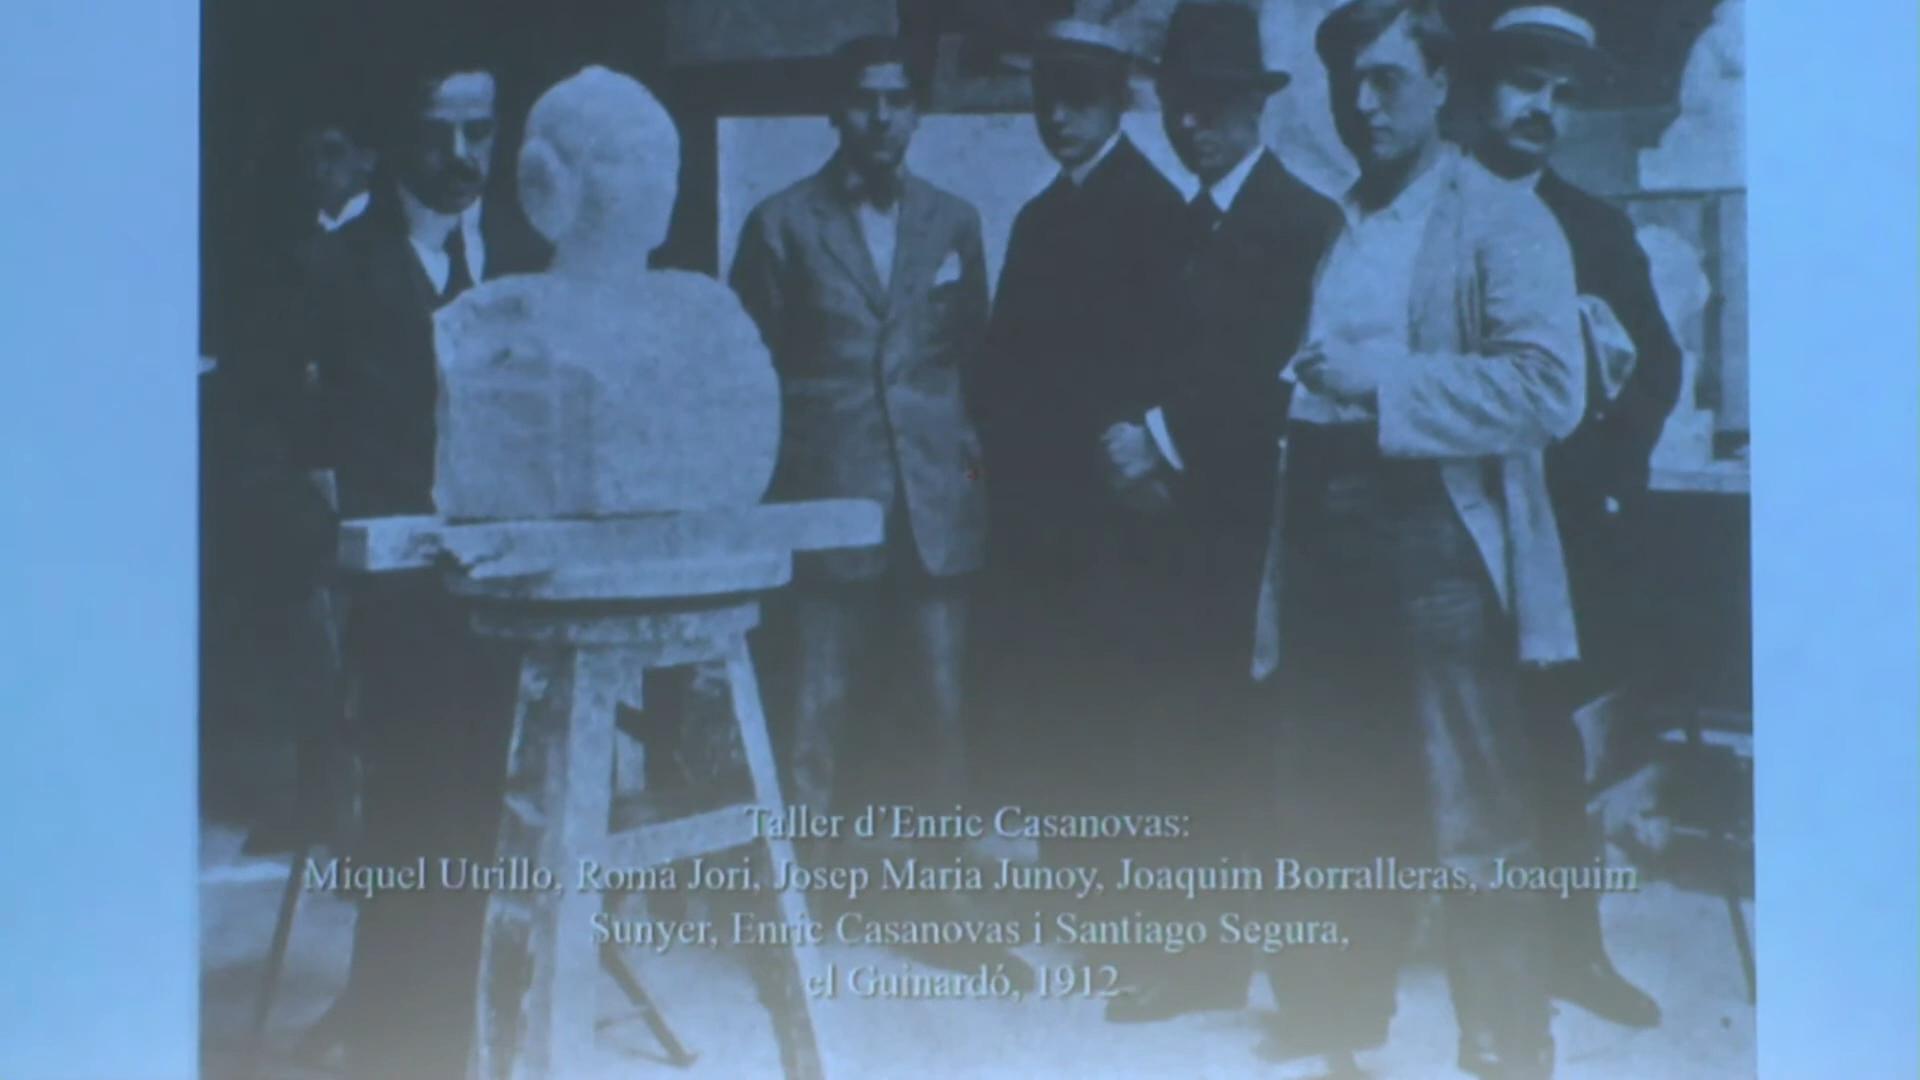 Taller d'Enric Casanovas:
Miquel Utrillo, Romà Jori, Josep Maria Junoy, Joaquim Borralleras, Joaquim
Sunyer, Enric Casanovas i Santiago Segura,
el Guinardó, 1912